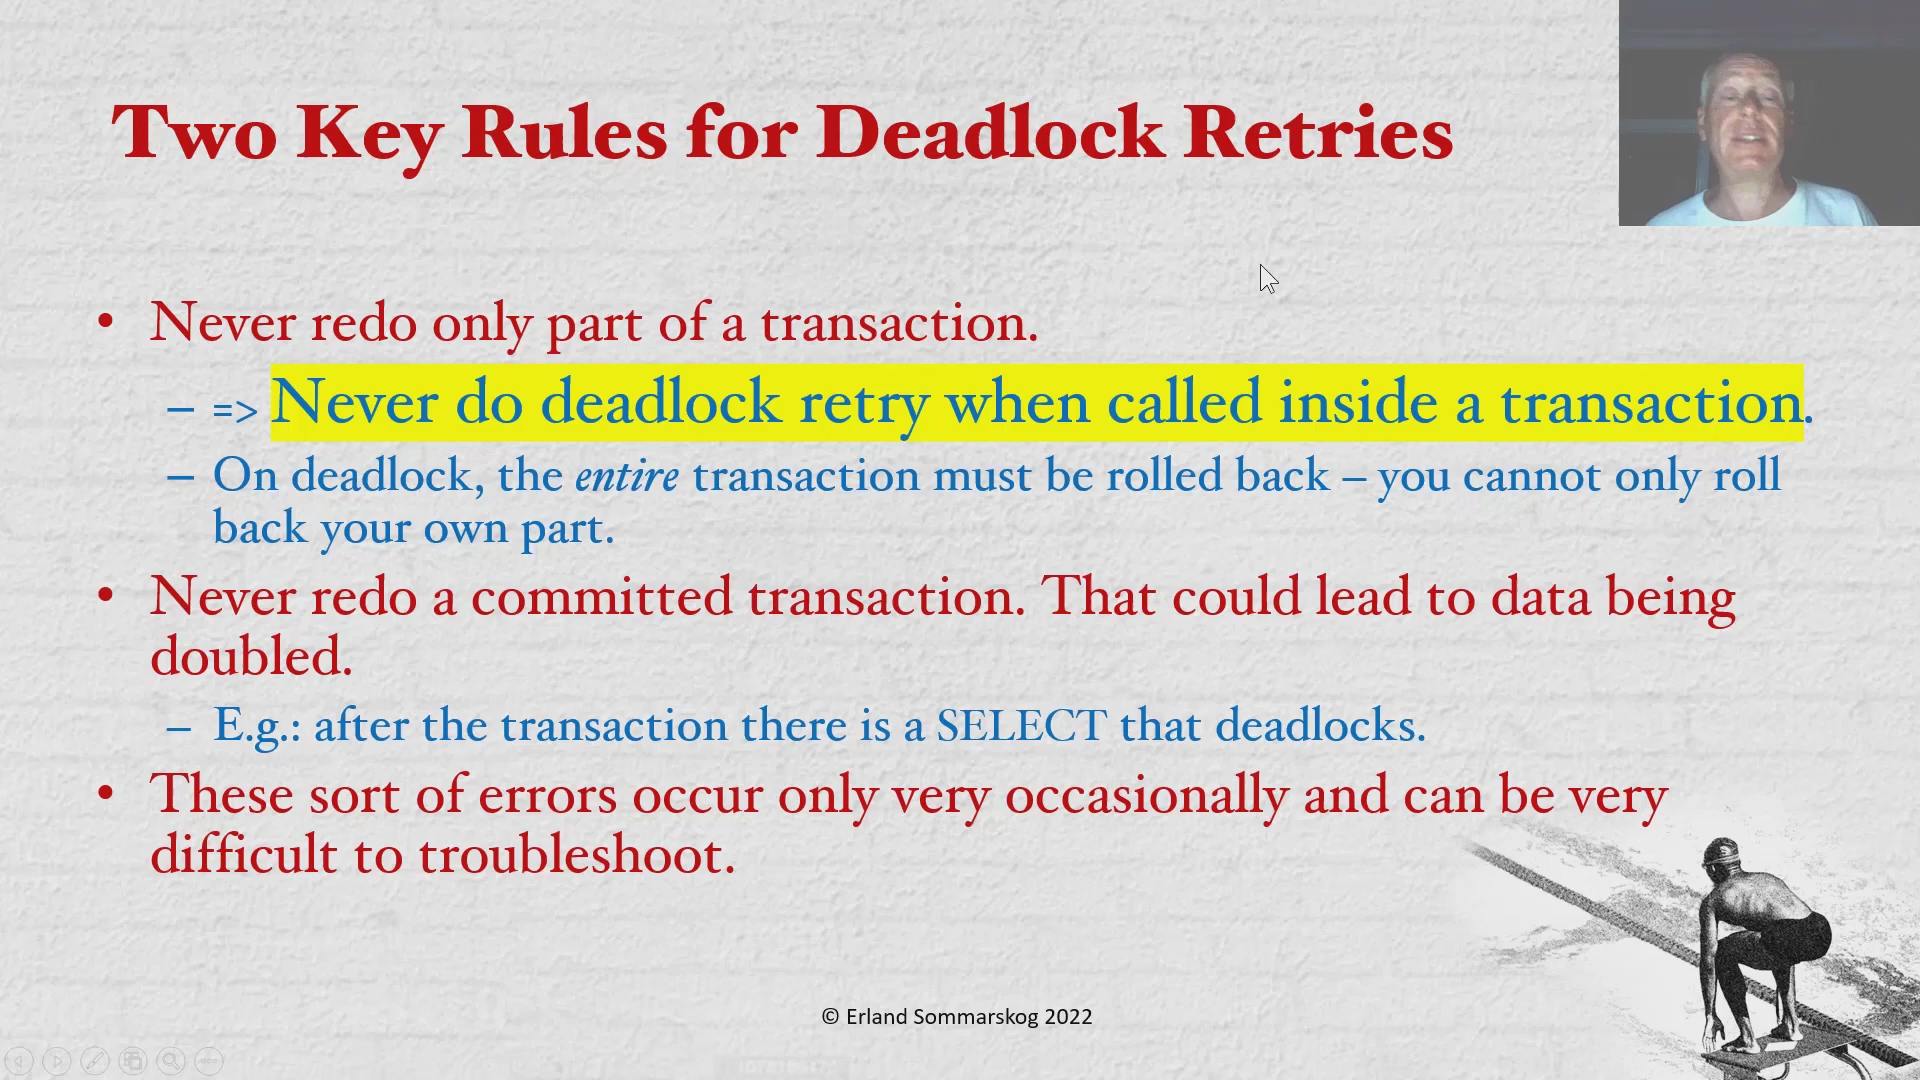 Two Key Rules for Deadlock Retries
• Never redo only part of a transaction.
– => Never do deadlock retry when called inside a transaction.
– On deadlock, the entire transaction must be rolled back – you cannot only roll
back your own part.
• Never redo a committed transaction. That could lead to data being
doubled.
– E.g.: after the transaction there is a SELECT that deadlocks.
• These sort of errors occur only very occasionally and can be very
difficult to troubleshoot.
© Erland Sommarskog 2022